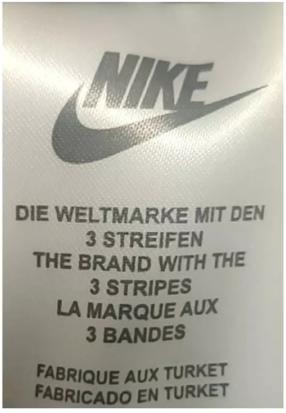 NIKE
DIE WELTMARKE MIT DEN
3 STREIFEN
THE BRAND WITH THE
3 STRIPES
LA MARQUE AUX
3 BANDES
FABRIQUE AUX TURKET
FABRICADO EN TURKET